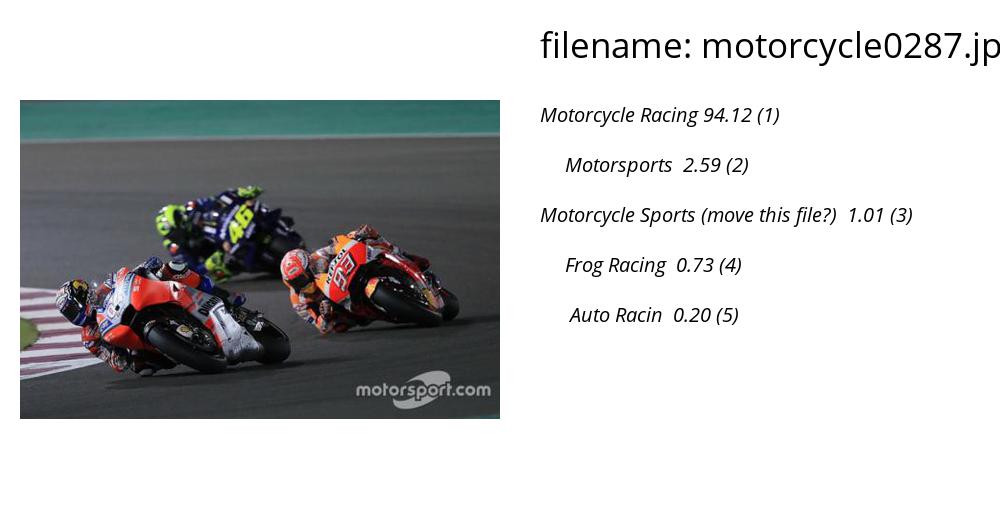 filename: motorcycle0287.jp
Motorcycle Racing 94.12 (1)
Motorsports 2.59 (2)
Motorcycle Sports (move this file?) 1.01 (3)
Frog Racing 0.73 (4)
Auto Racin 0.20 (5)
46
93
motorsport.com